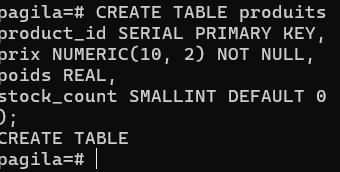 pagila=# CREATE TABLE produits
product_id SERIAL PRIMARY KEY,
prix NUMERIC(10, 2) NOT NULL,
poids REAL,
stock_count SMALLINT DEFAULT 0
);
CREATE TABLE
pagila=#